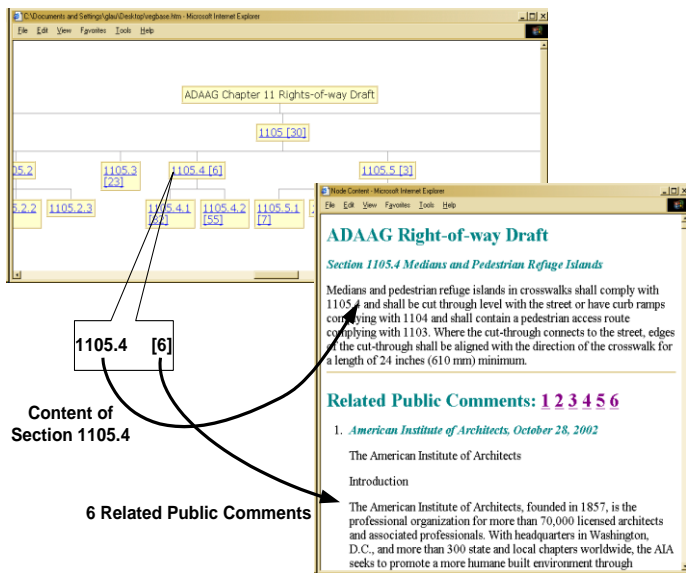 C:\Documents and Settings\glau\Desktop\regbase.htm - Microsoft Internet Explorer
File Edit View Favorites Tools Help
ADAAG Chapter 11 Rights-of-way Draft
1105 [30]
05.2
1105.3
[23]
1105.4 [6]
1105.5 [3]
5.2.2
1105.2.3
1105.4.1
[32]
1105.4.2
[55]
1105.5.1
[7]
Node Content - Microsoft Internet Explorer
File Edit View Favorites Tools Help
ADAAG Right-of-way Draft
Section 1105.4 Medians and Pedestrian Refuge Islands
Medians and pedestrian refuge islands in crosswalks shall comply with
1105.4 and shall be cut through level with the street or have curb ramps
complying with 1104 and shall contain a pedestrian access route
complying with 1103. Where the cut-through connects to the street, edges
of the cut-through shall be aligned with the direction of the crosswalk for
a length of 24 inches (610 mm) minimum.
Related Public Comments: 1 2 3 4 5 6
1. American Institute of Architects, October 28, 2002
The American Institute of Architects
Introduction
The American Institute of Architects, founded in 1857, is the
professional organization for more than 70,000 licensed architects
and associated professionals. With headquarters in Washington,
D.C., and more than 300 state and local chapters worldwide, the AIA
seeks to promote a more humane built environment through
1105.4 [6]
Content of
Section 1105.4
6 Related Public Comments